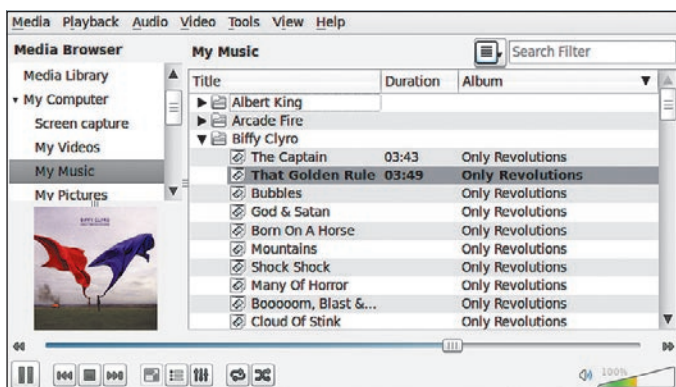 Media Playback Audio Video Tools View Help
Media Browser
My Music
Search Filter
Media Library
My Computer
Screen capture
My Videos
My Music
My Pictures
Title Duration Album
Albert King
Arcade Fire
Biffy Clyro
The Captain 03:43 Only Revolutions
That Golden Rule 03:49 Only Revolutions
Bubbles Only Revolutions
God & Satan Only Revolutions
Born On A Horse Only Revolutions
Mountains Only Revolutions
Shock Shock Only Revolutions
Many Of Horror Only Revolutions
Booooom, Blast &... Only Revolutions
Cloud Of Stink Only Revolutions
BIFFY CLYRO
100%